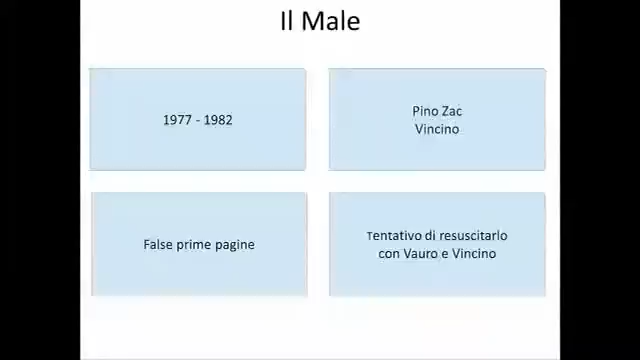 Il Male
1977 - 1982
Pino Zac
Vincino
False prime pagine
Tentativo di resuscitarlo
con Vauro e Vincino